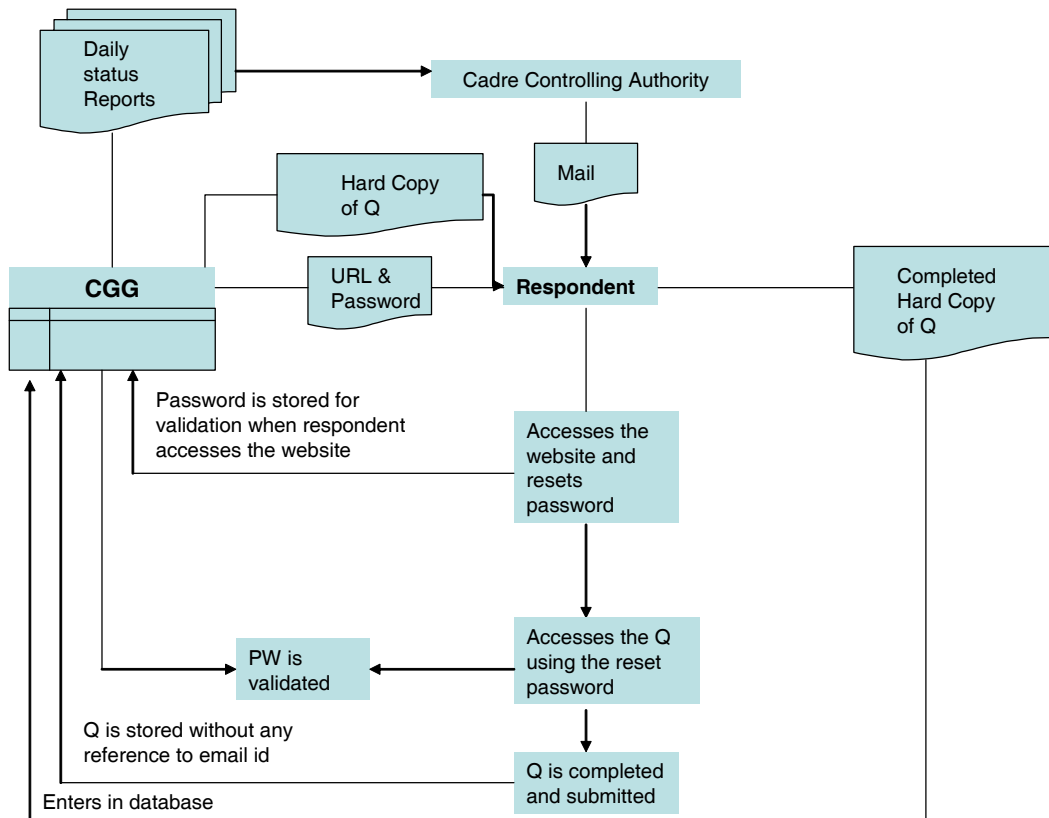 Daily
status
Reports
Cadre Controlling Authority
Mail
Hard Copy
of Q
URL &
Password
CGG
Respondent
Completed
Hard Copy
of Q
Password is stored for
validation when respondent
accesses the website
Accesses the
website and
resets
password
Accesses the Q
using the reset
password
PW is
validated
Q is stored without any
reference to email id
Q is completed
and submitted
Enters in database